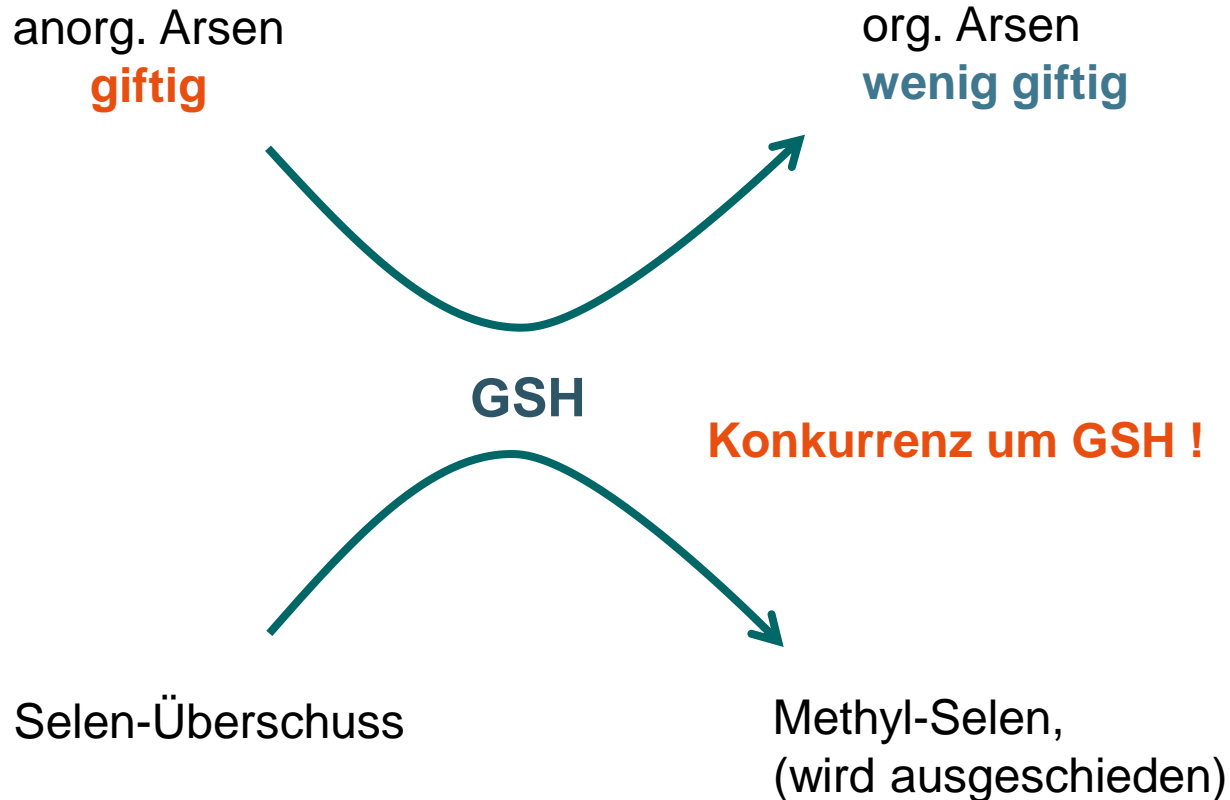 anorg. Arsen
giftig
org. Arsen
wenig giftig
GSH
Konkurrenz um GSH !
Selen-Überschuss
Methyl-Selen,
(wird ausgeschieden)